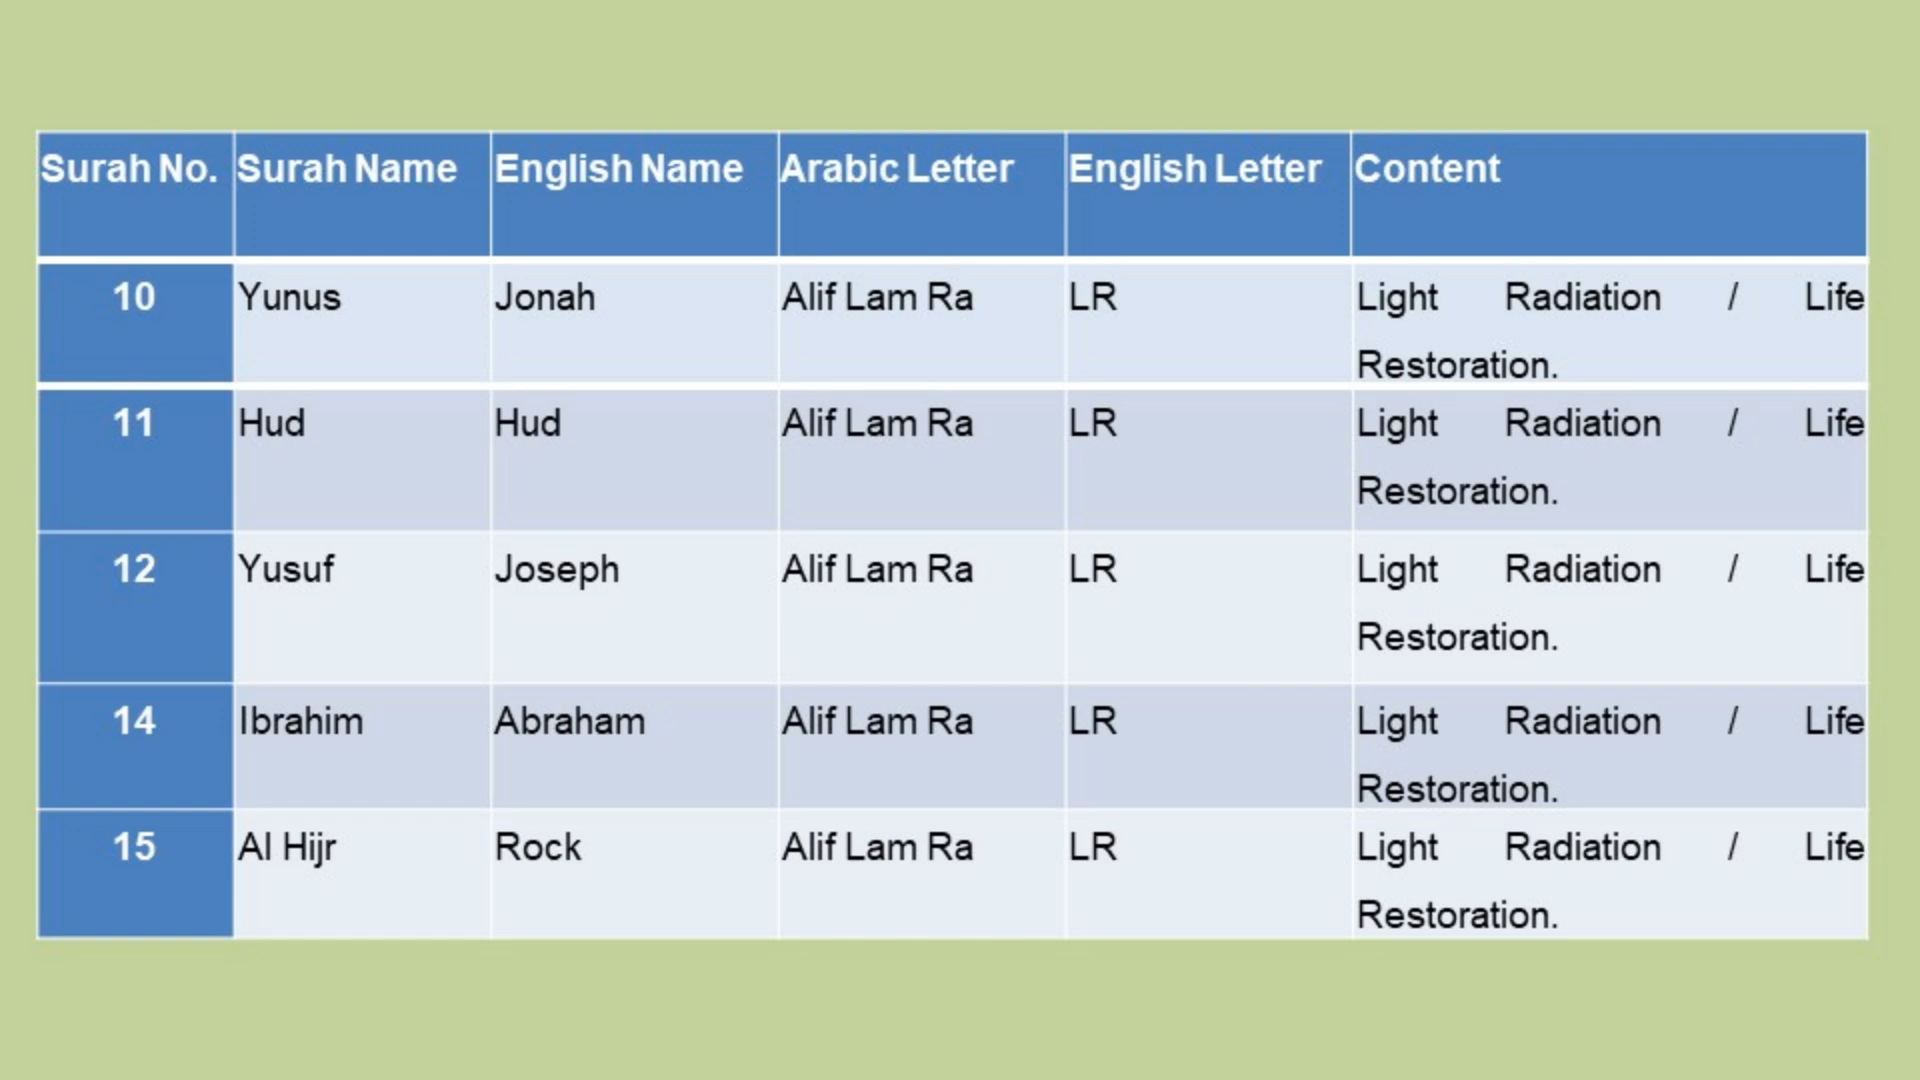 Surah No. Surah Name English Name Arabic Letter English Letter Content
10 Yunus Jonah Alif Lam Ra LR Light Radiation / Life
Restoration.
11 Hud Hud Alif Lam Ra LR Light Radiation / Life
Restoration.
12 Yusuf Joseph Alif Lam Ra LR Light Radiation / Life
Restoration.
14 Ibrahim Abraham Alif Lam Ra LR Light Radiation / Life
Restoration.
15 Al Hijr Rock Alif Lam Ra LR Light Radiation / Life
Restoration.